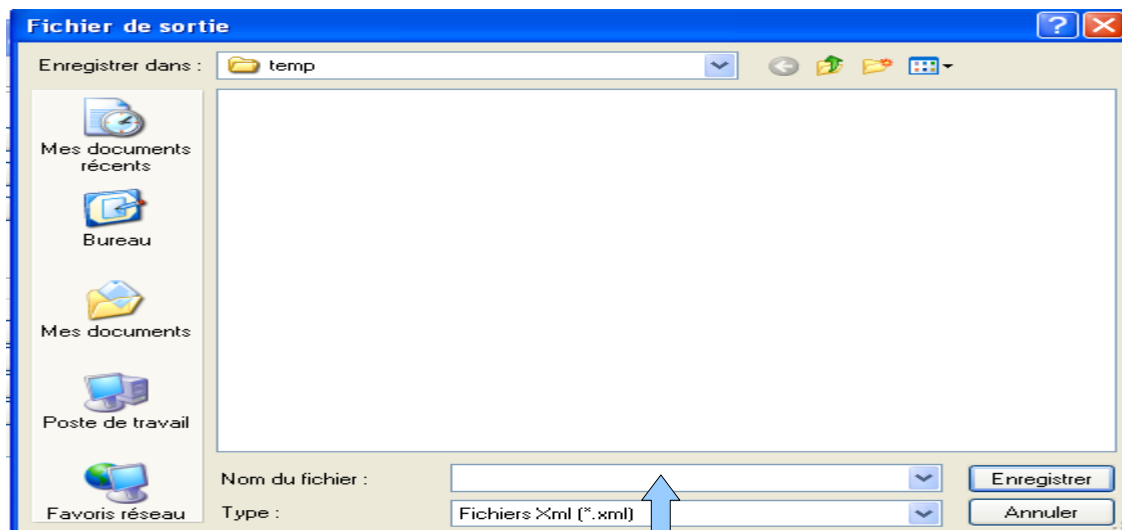 Fichier de sortie
Enregistrer dans :
temp
Mes documents
récents
Bureau
Mes documents
Poste de travail
Favoris réseau
Nom du fichier :
Enregistrer
Type :
Fichiers Xml (*.xml)
Annuler